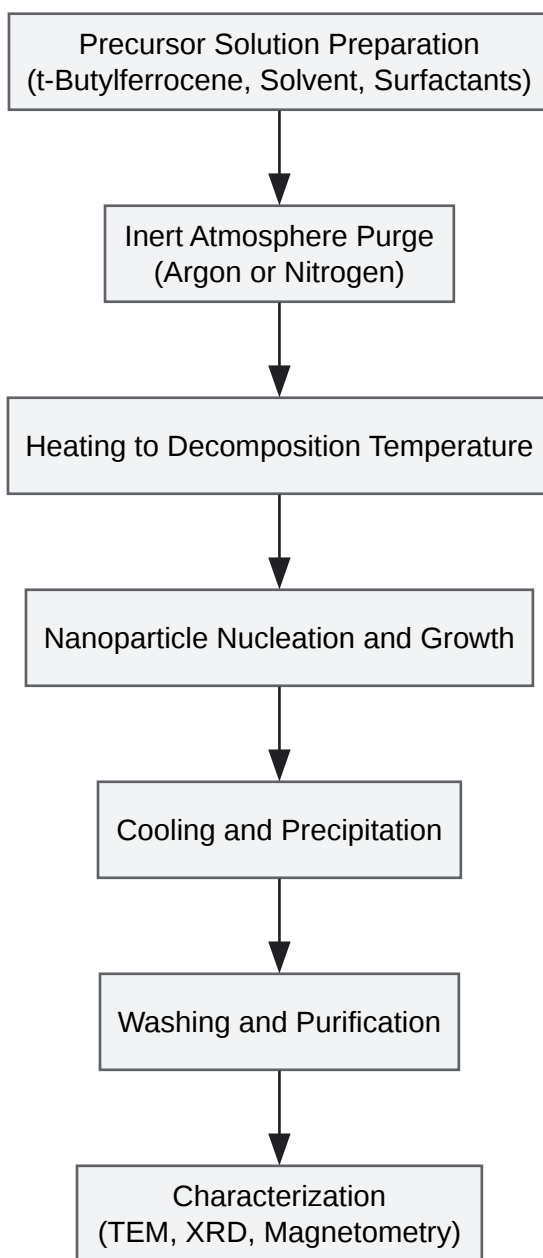 Precursor Solution Preparation
(t-Butylferrocene, Solvent, Surfactants)
Inert Atmosphere Purge
(Argon or Nitrogen)
Heating to Decomposition Temperature
Nanoparticle Nucleation and Growth
Cooling and Precipitation
Washing and Purification
Characterization
(TEM, XRD, Magnetometry)